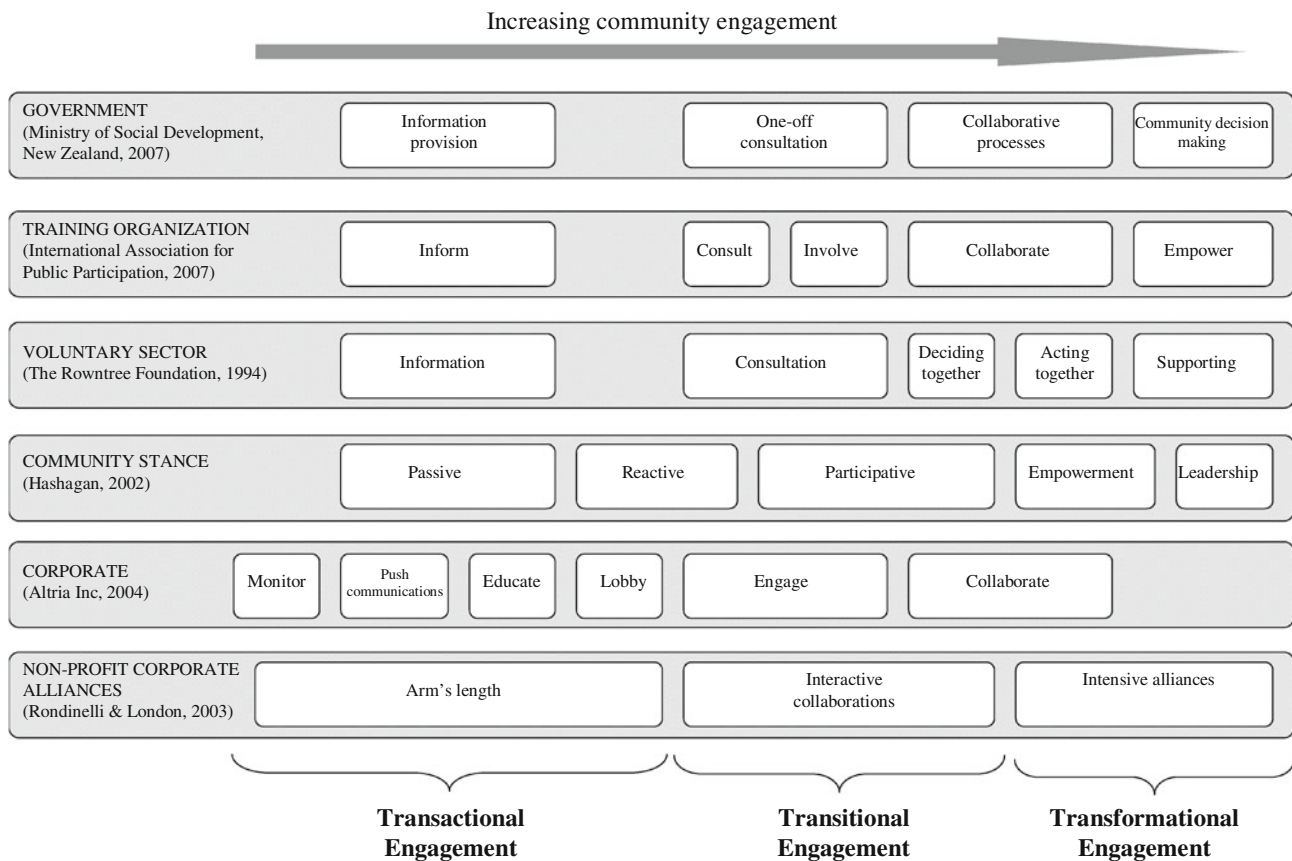 Increasing community engagement
GOVERNMENT
(Ministry of Social Development,
New Zealand, 2007)
Information
provision
One-off
consultation
Collaborative
processes
Community decision
making
TRAINING ORGANIZATION
(International Association for
Public Participation, 2007)
Inform
Consult
Involve
Collaborate
Empower
VOLUNTARY SECTOR
(The Rowntree Foundation, 1994)
Information
Consultation
Deciding
together
Acting
together
Supporting
COMMUNITY STANCE
(Hashagan, 2002)
Passive
Reactive
Participative
Empowerment
Leadership
CORPORATE
(Altria Inc, 2004)
Monitor
Push
communications
Educate
Lobby
Engage
Collaborate
NON-PROFIT CORPORATE
ALLIANCES
(Rondinelli & London, 2003)
Arm's length
Interactive
collaborations
Intensive alliances
Transactional
Engagement
Transitional
Engagement
Transformational
Engagement